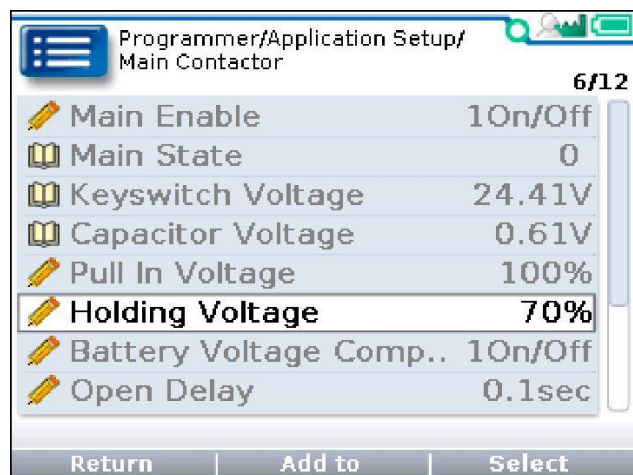 Programmer/Application Setup/
Main Contactor
6/12
Main Enable 1On/Off
Main State 0
Keyswitch Voltage 24.41V
Capacitor Voltage 0.61V
Pull In Voltage 100%
Holding Voltage 70%
Battery Voltage Comp.. 1On/Off
Open Delay 0.1sec
Return | Add to | Select